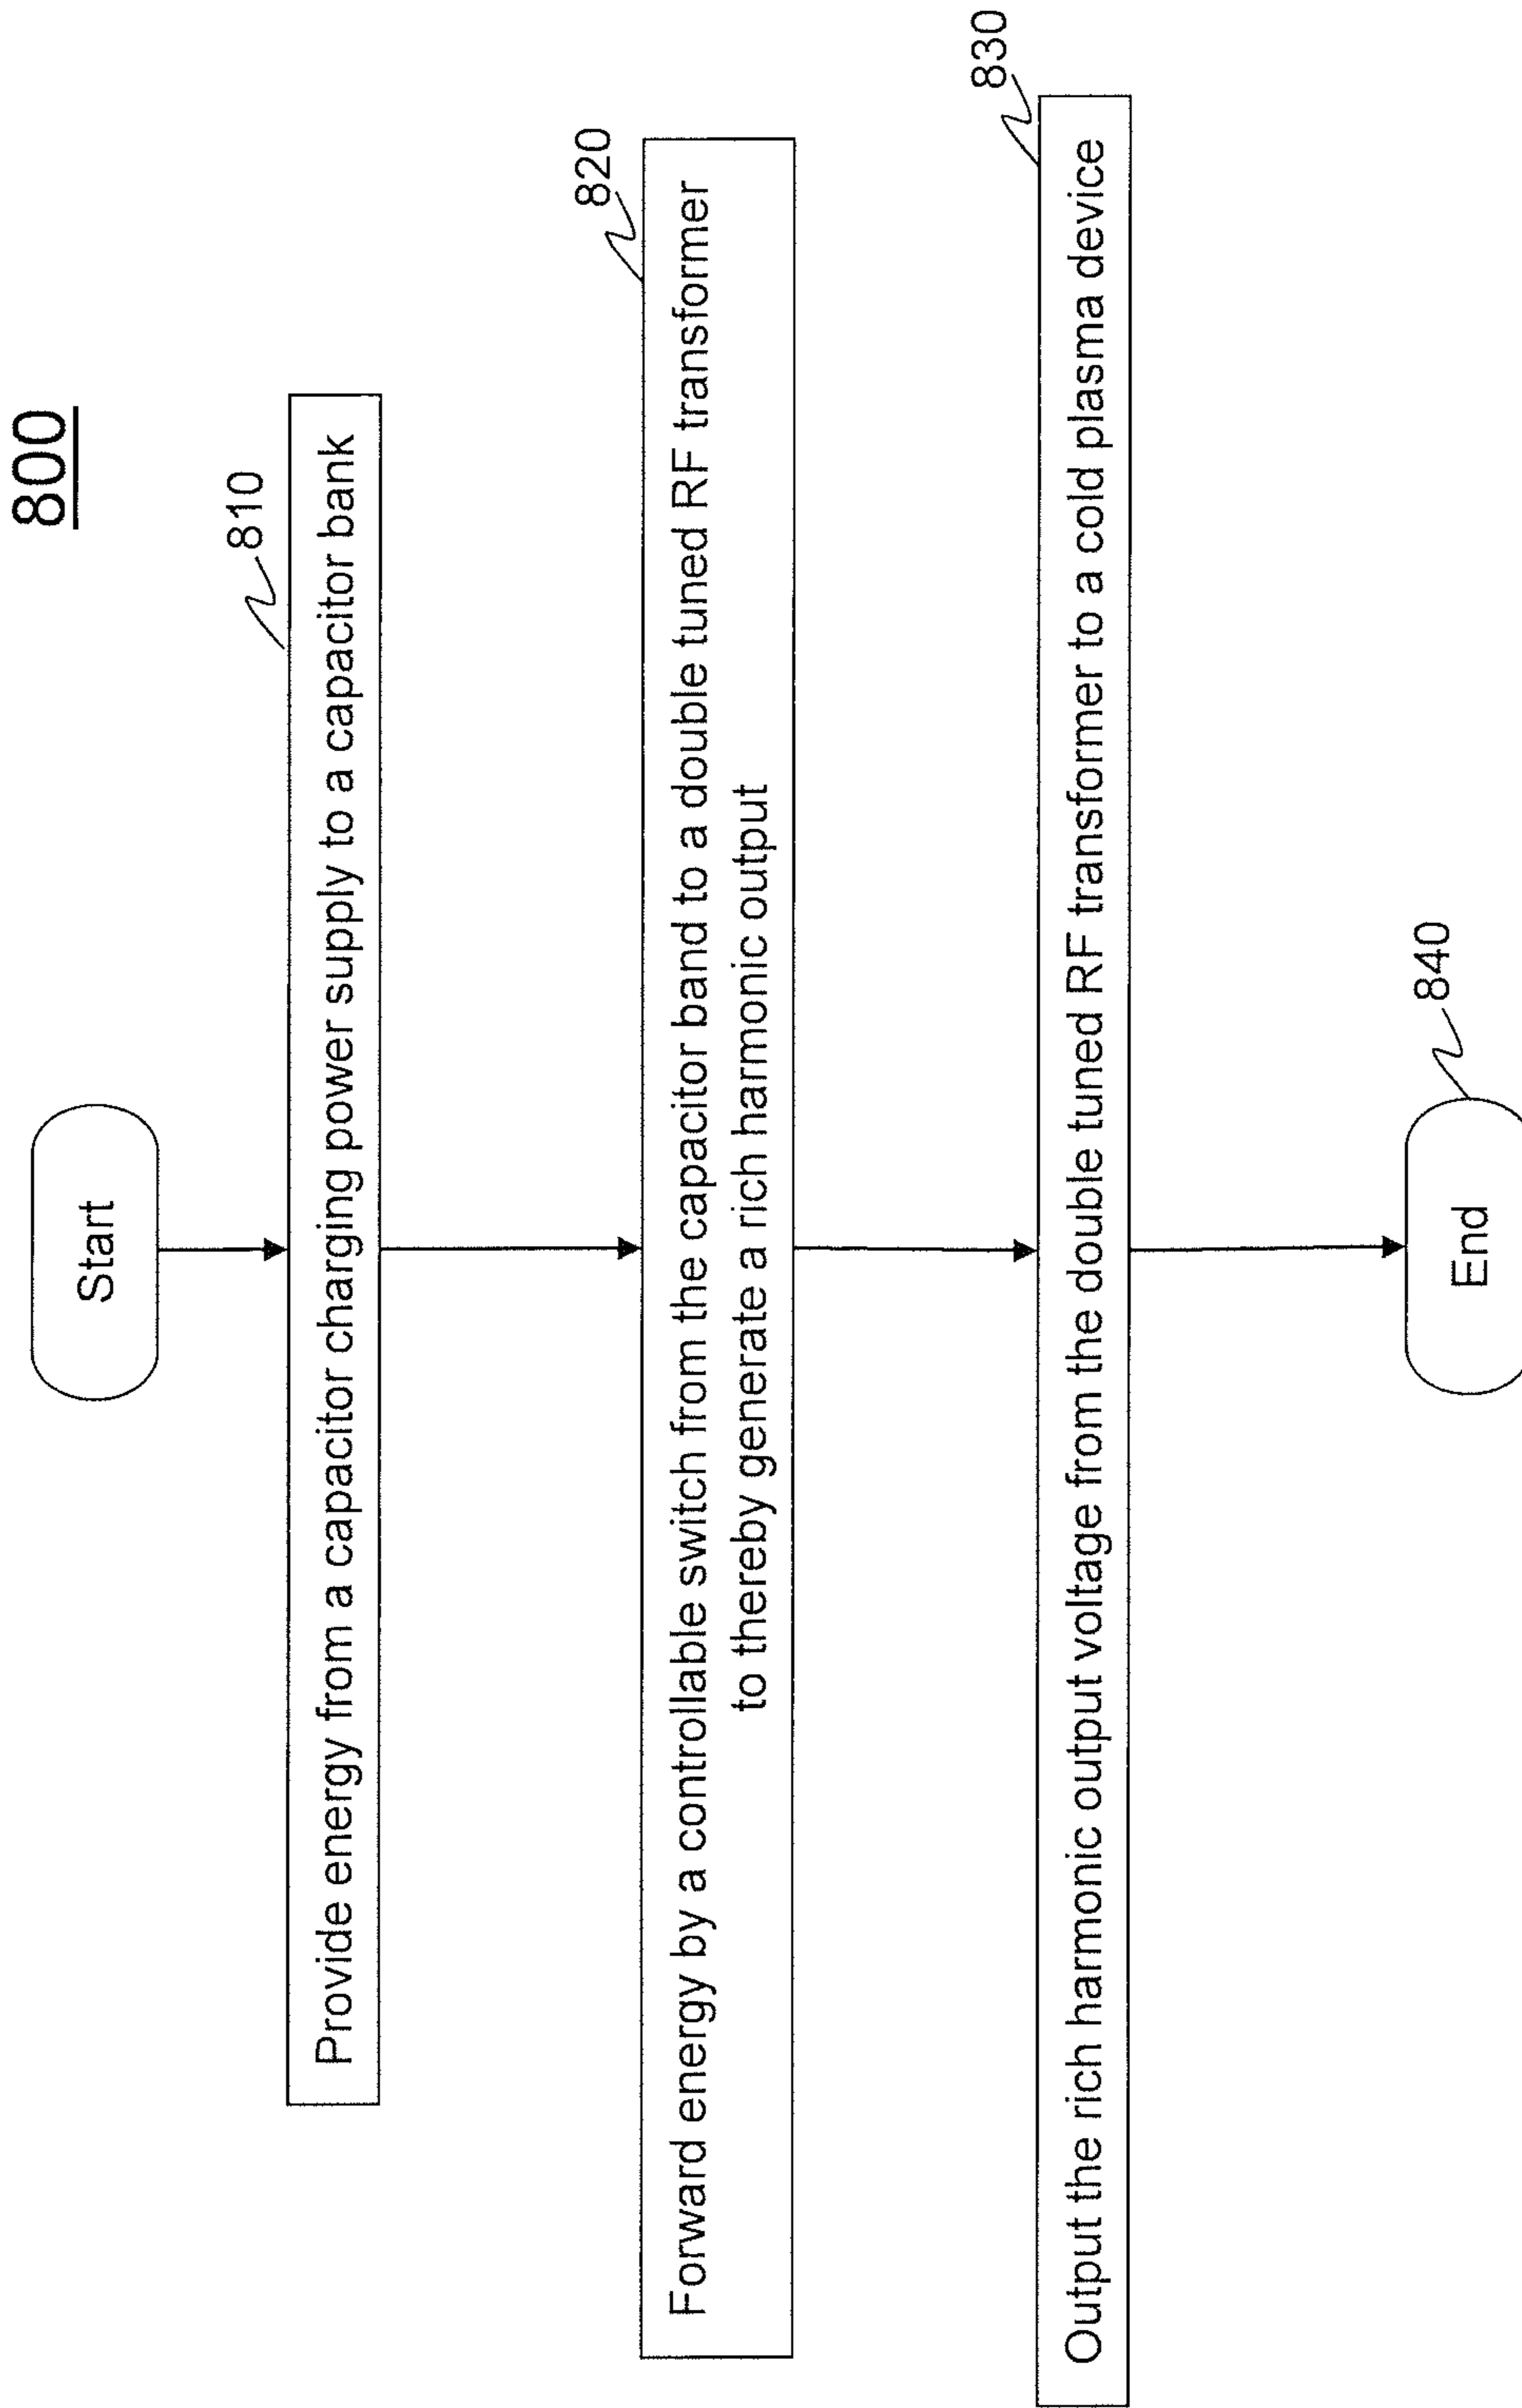 800
Start
810
Provide energy from a capacitor charging power supply to a capacitor bank
820
Forward energy by a controllable switch from the capacitor band to a double tuned RF transformer
to thereby generate a rich harmonic output
830
Output the rich harmonic output voltage from the double tuned RF transformer to a cold plasma device
840
End